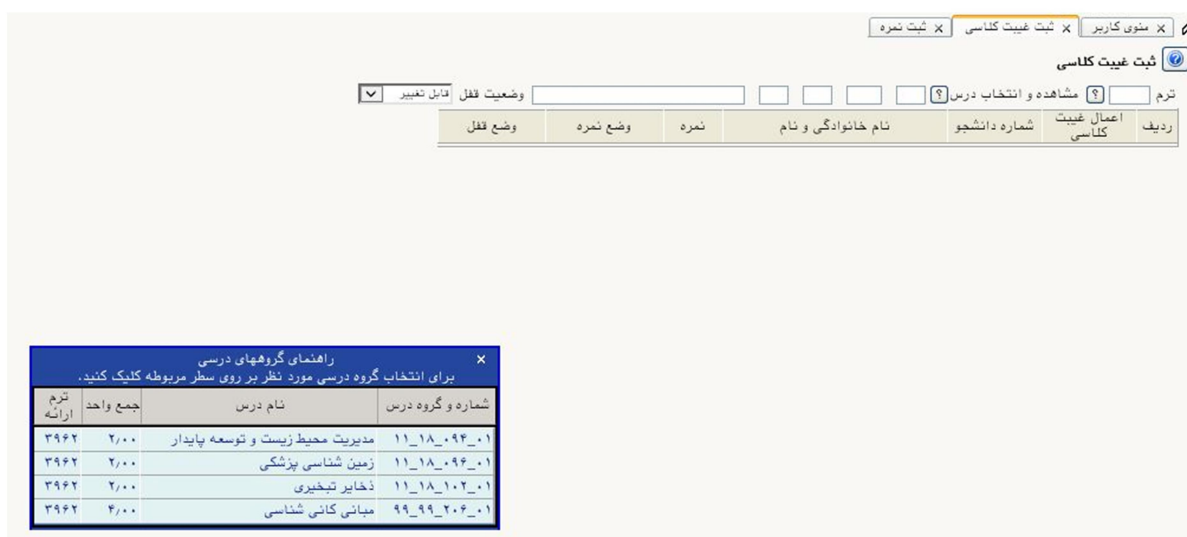 منوی کاربر x ثبت غیبت کلاسی x ثبت نمره x
ثبت غیبت کلاسی
ترم ؟ مشاهده و انتخاب درس ؟ وضعیت قفل قابل تغییر
ردیف اعمال غیبت کلاسی شماره دانشجو نام خانوادگی و نام نمره وضع نمره وضع قفل
راهنمای گروههای درسی x
برای انتخاب گروه درسی مورد نظر بر روی سطر مربوطه کلیک کنید.
شماره و گروه درس نام درس جمع واحد ترم ارائه
۱۱_۱۸_۰۹۴_۰۱ مدیریت محیط زیست و توسعه پایدار ۲/۰۰ ۳۹۶۲
۱۱_۱۸_۰۹۶_۰۱ زمین شناسی پزشکی ۲/۰۰ ۳۹۶۲
۱۱_۱۸_۱۰۲_۰۱ ذخایر تبخیری ۲/۰۰ ۳۹۶۲
۹۹_۹۹_۲۰۶_۰۱ مبانی کانی شناسی ۴/۰۰ ۳۹۶۲